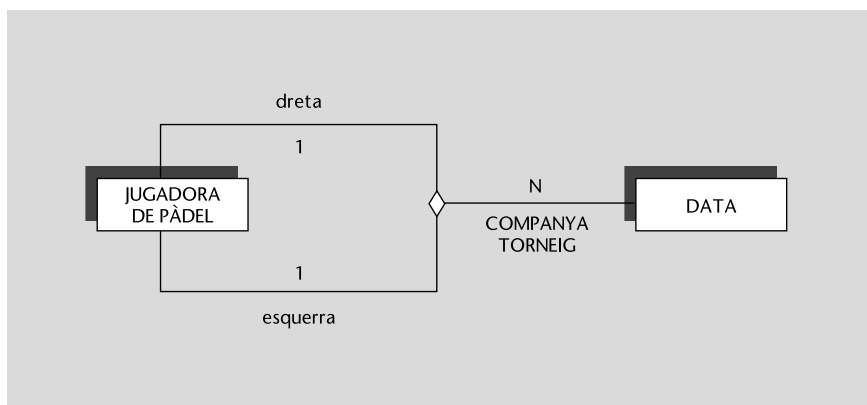 dreta
1
JUGADORA
DE PÀDEL
N
COMPANYA
TORNEIG
DATA
1
esquerra